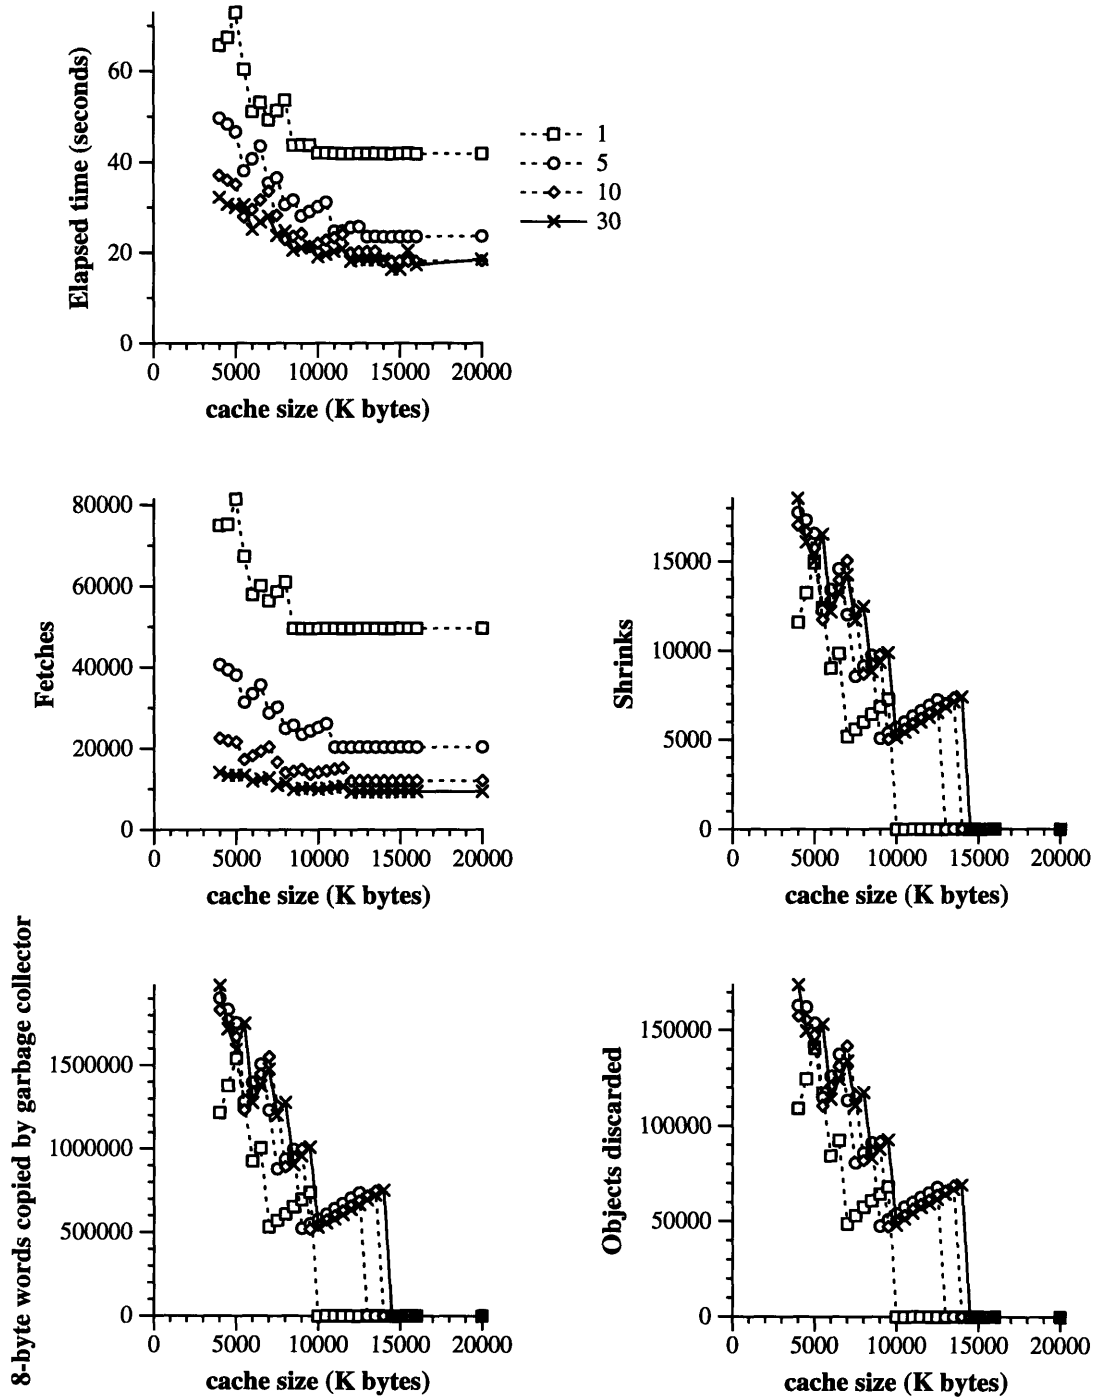 Elapsed time (seconds)
60
40
20
0
0 5000 10000 15000 20000
cache size (K bytes)
1
5
10
30
Fetches
80000
60000
40000
20000
0
0 5000 10000 15000 20000
cache size (K bytes)
Shrinks
15000
10000
5000
0
0 5000 10000 15000 20000
cache size (K bytes)
8-byte words copied by garbage collector
1500000
1000000
500000
0
0 5000 10000 15000 20000
cache size (K bytes)
Objects discarded
150000
100000
50000
0
0 5000 10000 15000 20000
cache size (K bytes)